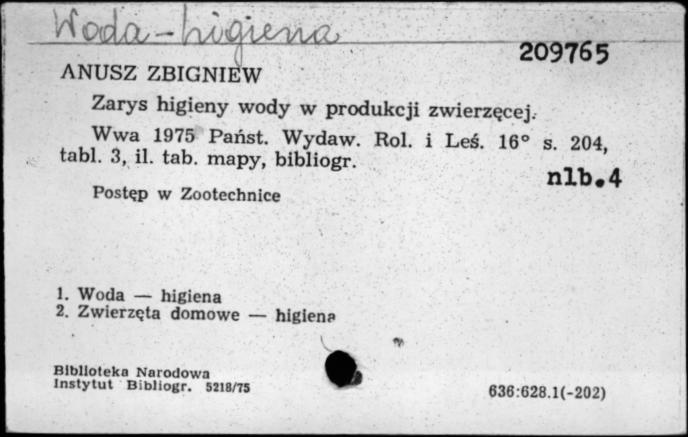 Woda - higiena
209765
ANUSZ ZBIGNIEW
Zarys higieny wody w produkcji zwierzęcej.
Wwa 1975 Państ. Wydaw. Rol. i Leś. 16° s. 204,
tabl. 3, il. tab. mapy, bibliogr.
nlb.4
Postęp w Zootechnice
1. Woda — higiena
2. Zwierzęta domowe — higiena
Biblioteka Narodowa
Instytut Bibliogr. 5218/75
636:628.1(-202)